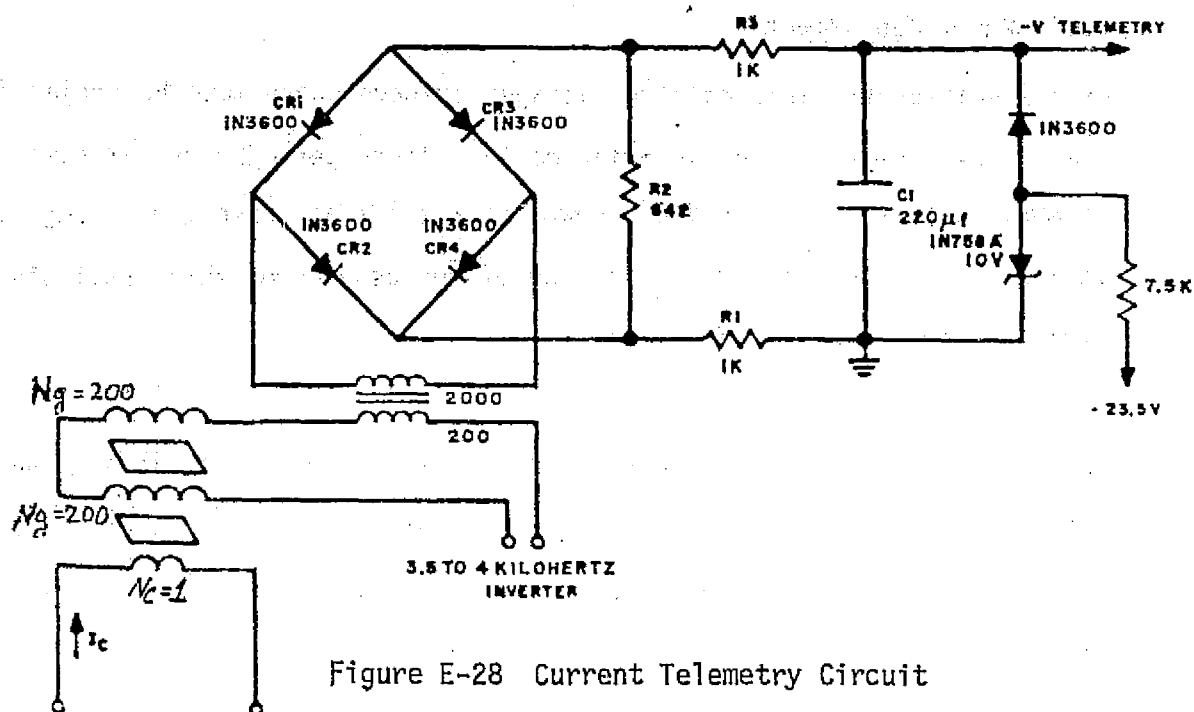 R3
-V TELEMETRY
1K
CR1
1N3600
CR3
1N3600
1N3600
R2
642
C1
220µf
1N3600
CR2
1N3600
CR4
1N758A
10V
7.5K
R1
1K
-23.5V
Ng=200
2000
200
Ng=200
3.5 TO 4 KILOHERTZ
INVERTER
Nc=1
Ic
Figure E-28 Current Telemetry Circuit